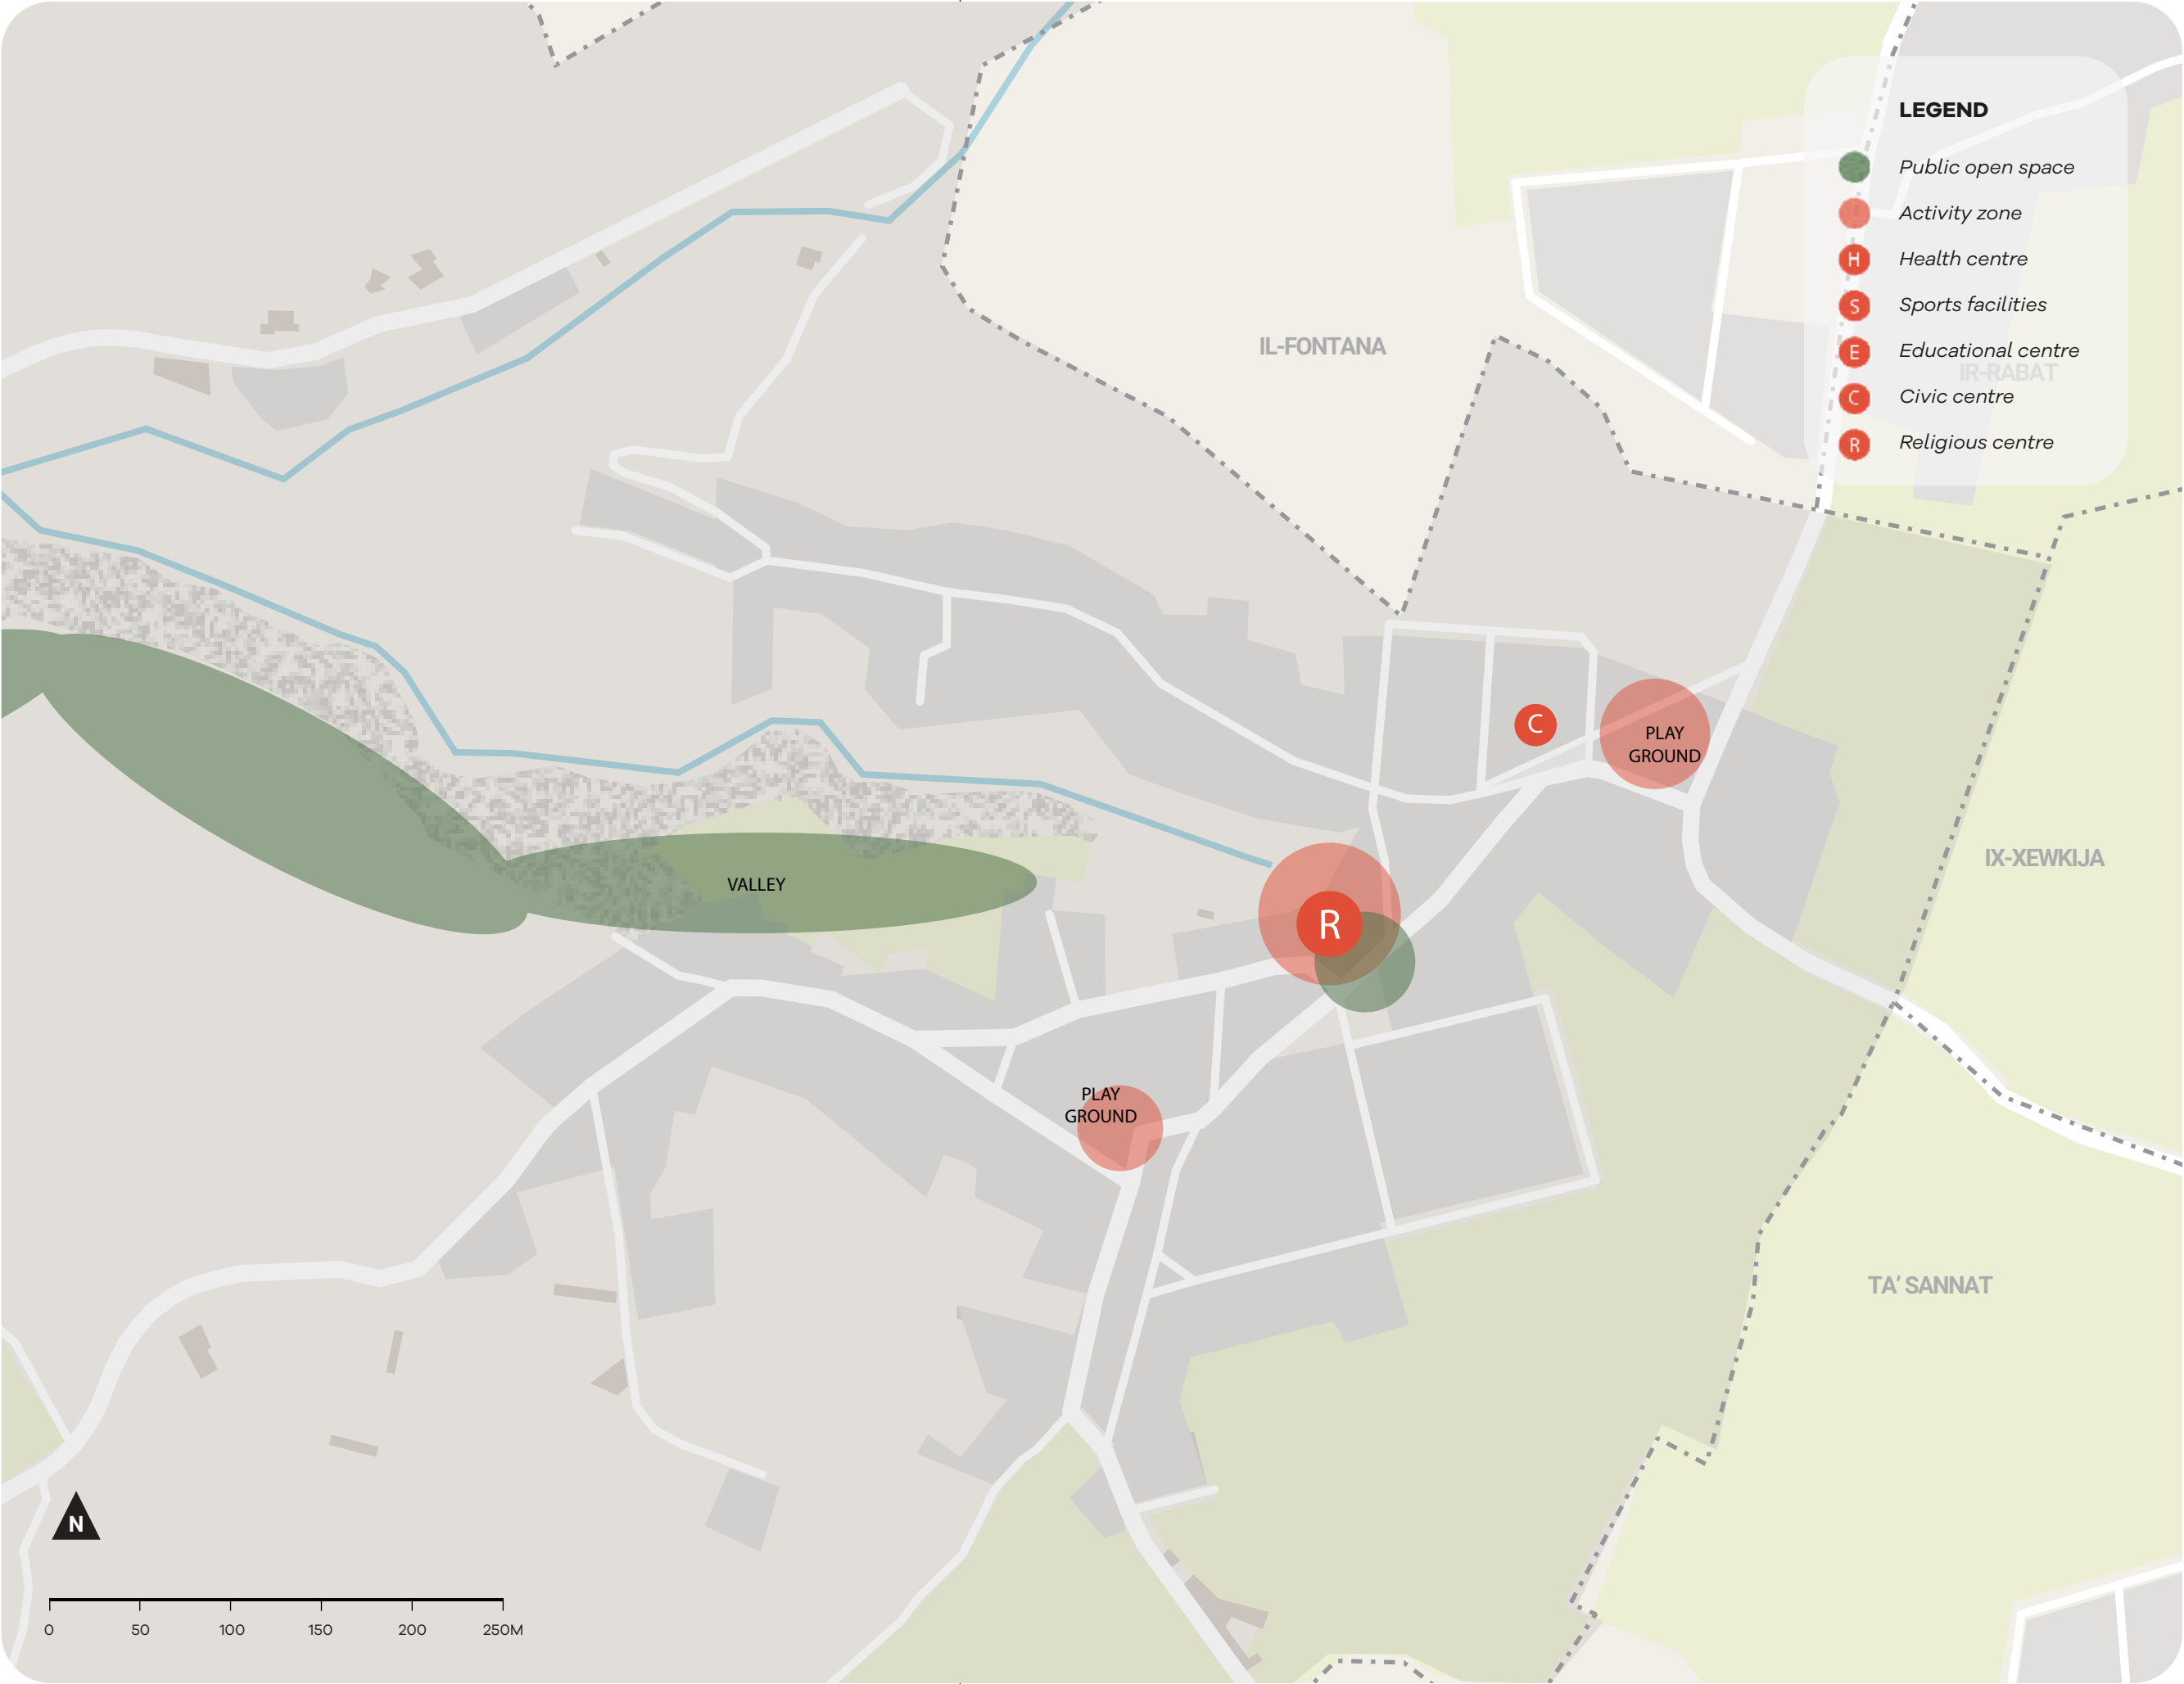 LEGEND
Public open space
Activity zone
H
Health centre
S
Sports facilities
E
Educational centre
IR-RABAT
C
Civic centre
R
Religious centre
IL-FONTANA
C
PLAY
GROUND
IX-XEWKIJA
VALLEY
R
PLAY
GROUND
TA' SANNAT
N
0 50 100 150 200 250M